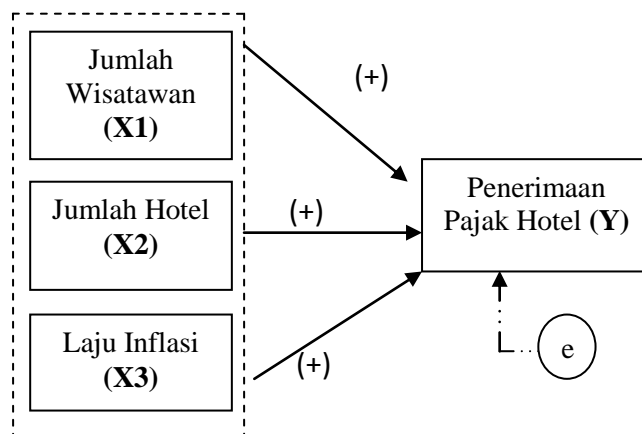 Jumlah
Wisatawan
(X1)
(+)
Jumlah Hotel
(X2)
(+)
Penerimaan
Pajak Hotel (Y)
Laju Inflasi
(X3)
(+)
e